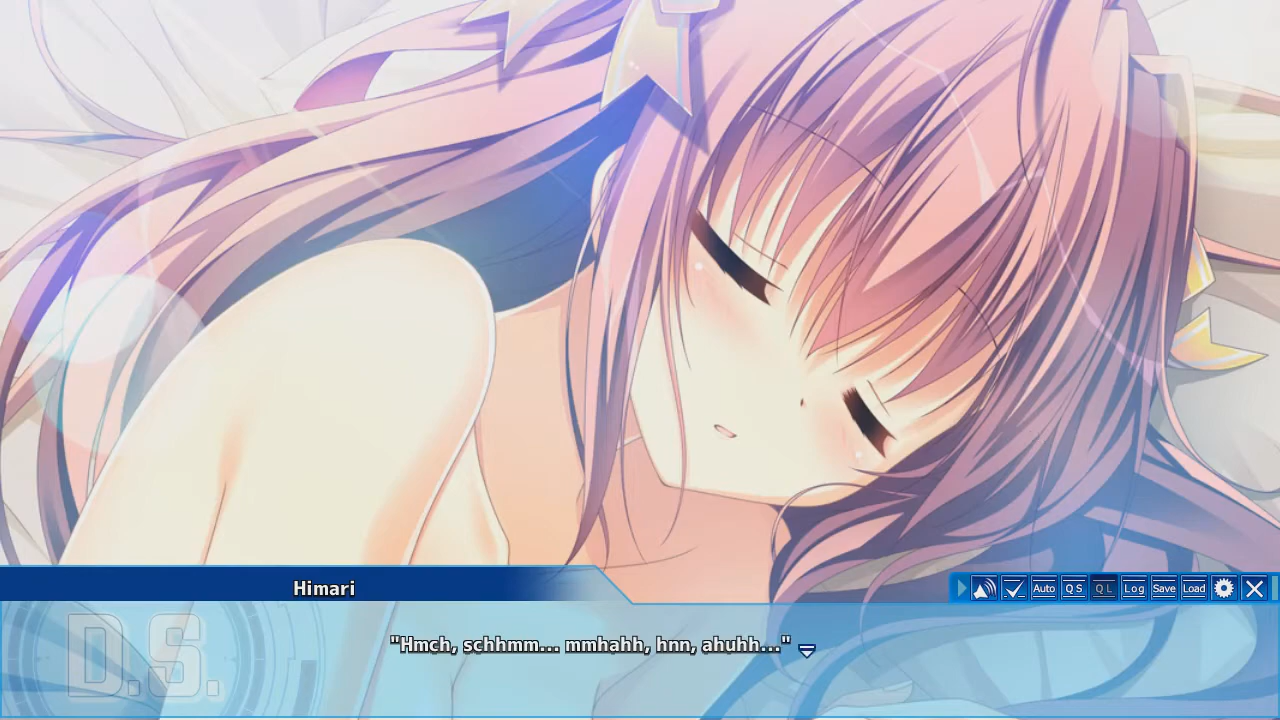 Himari
Auto QS QL Log Save Load
"Hmch, schhmm... mmhahh, hnn, ahuhh..."
D.S.